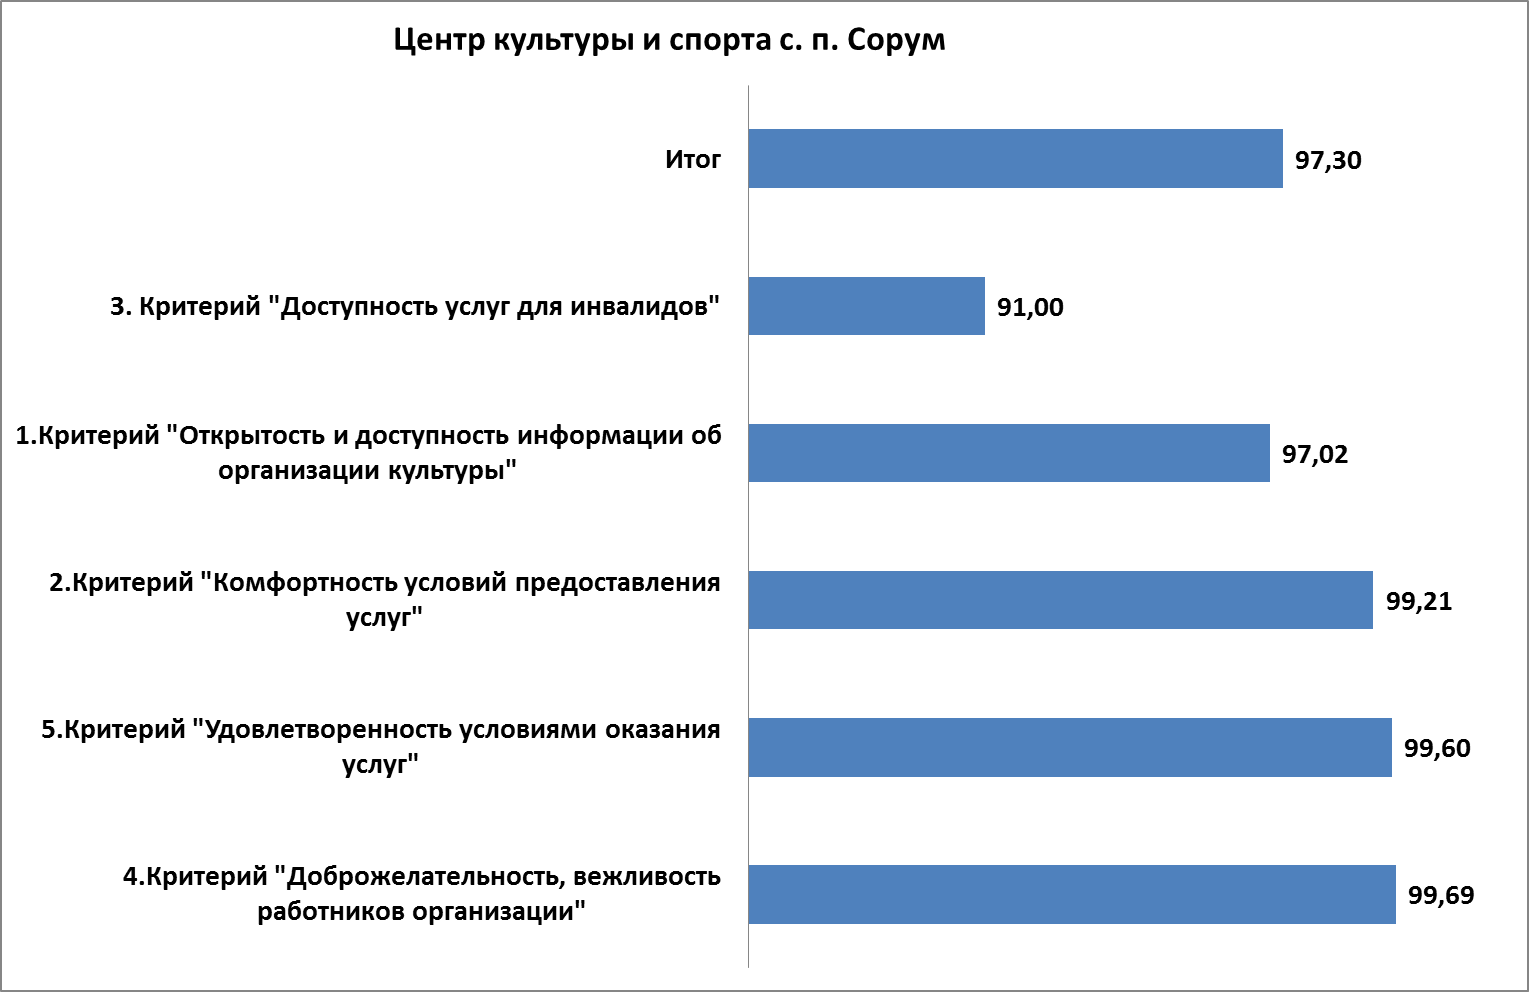 Центр культуры и спорта с. п. Сорум
Итог
97,30
3. Критерий "Доступность услуг для инвалидов"
91,00
1.Критерий "Открытость и доступность информации об
организации культуры"
97,02
2.Критерий "Комфортность условий предоставления
услуг"
99,21
5.Критерий "Удовлетворенность условиями оказания
услуг"
99,60
4.Критерий "Доброжелательность, вежливость
работников организации"
99,69